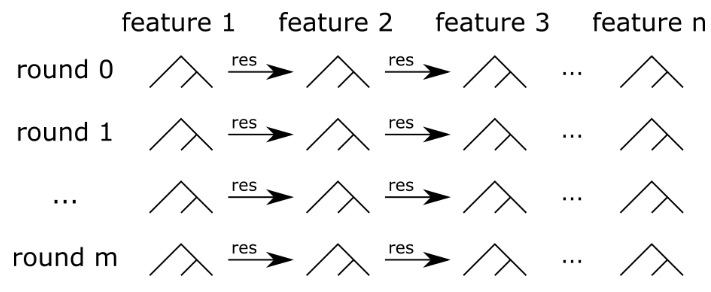 feature 1 feature 2 feature 3 feature n
round 0 res res ...
round 1 res res ...
... res res ...
round m res res ...